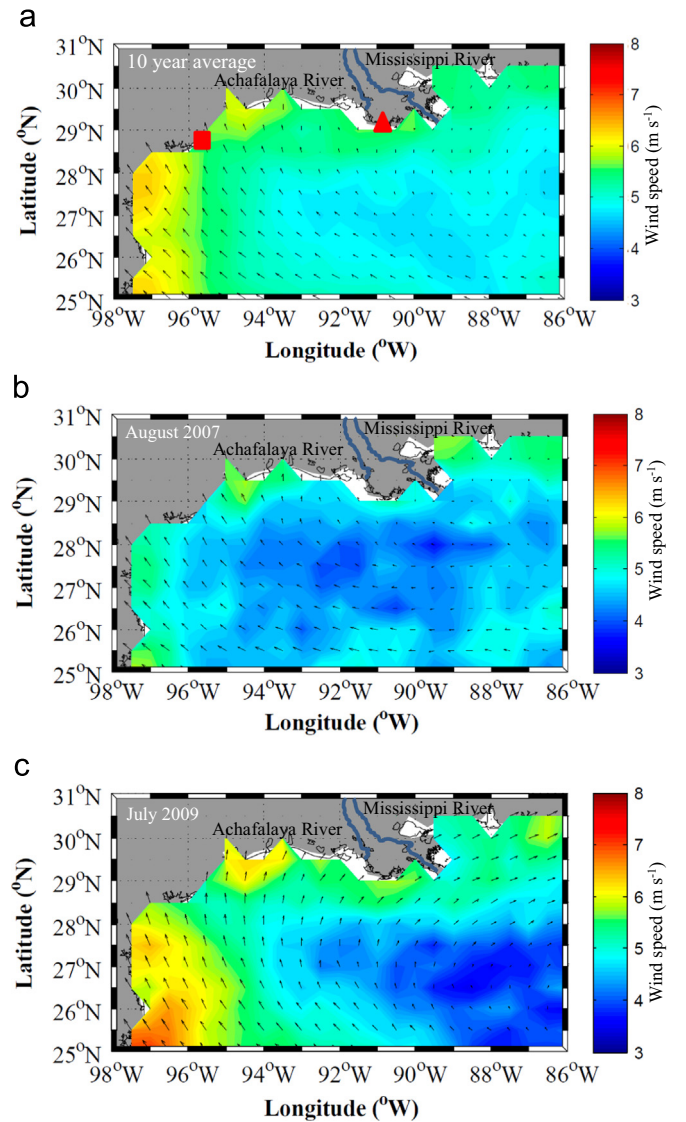 a
10 year average
Mississippi River
Achafalaya River
31°N
30°N
29°N
28°N
27°N
26°N
25°N
Latitude (°N)
98°W 96°W 94°W 92°W 90°W 88°W 86°W
Longitude (°W)
8
7
6
5
4
3
Wind speed (m s-1)
b
August 2007
Mississippi River
Achafalaya River
31°N
30°N
29°N
28°N
27°N
26°N
25°N
Latitude (°N)
98°W 96°W 94°W 92°W 90°W 88°W 86°W
Longitude (°W)
8
7
6
5
4
3
Wind speed (m s-1)
c
July 2009
Mississippi River
Achafalaya River
31°N
30°N
29°N
28°N
27°N
26°N
25°N
Latitude (°N)
98°W 96°W 94°W 92°W 90°W 88°W 86°W
Longitude (°W)
8
7
6
5
4
3
Wind speed (m s-1)